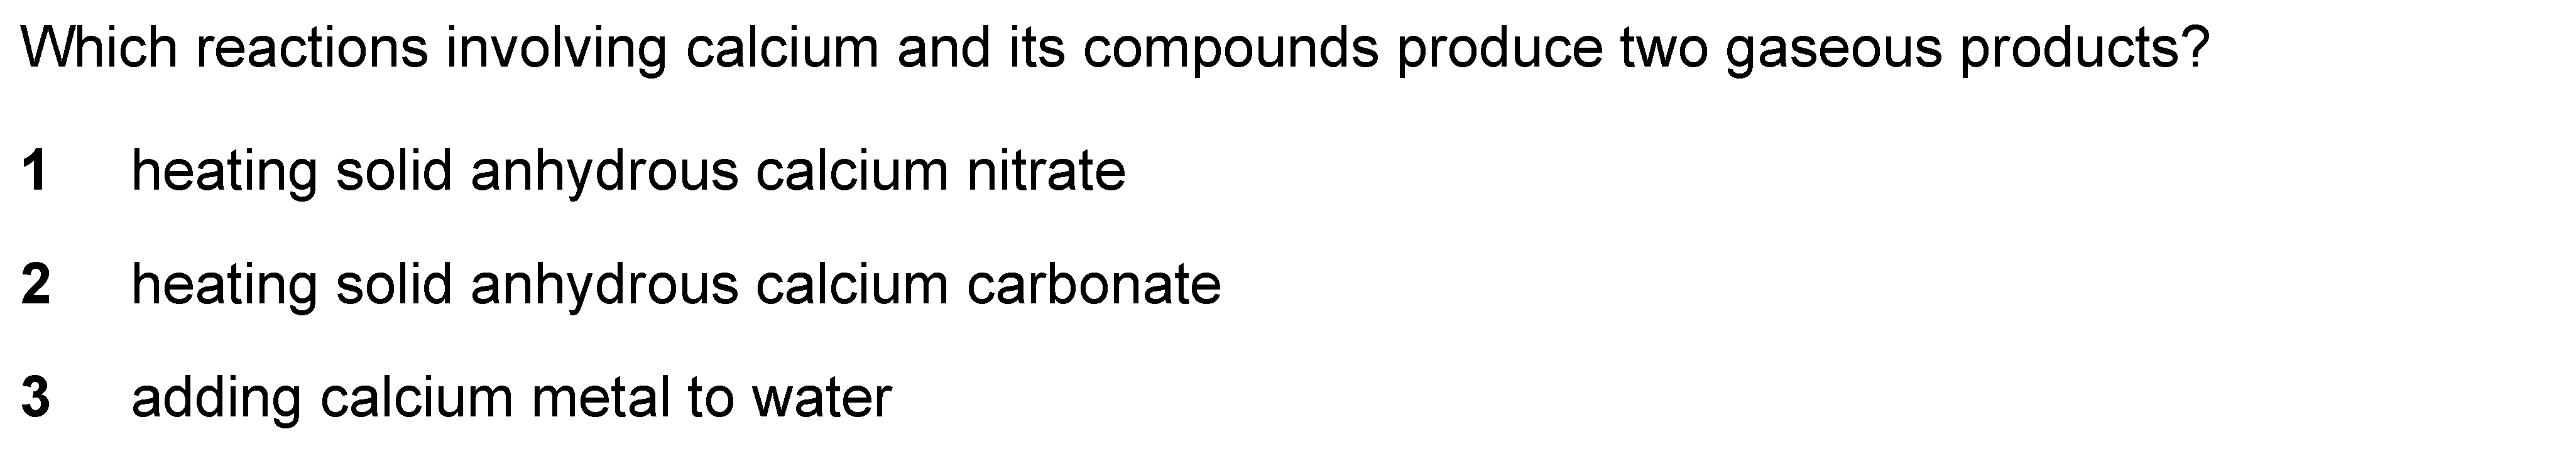 Which reactions involving calcium and its compounds produce two gaseous products?
1 heating solid anhydrous calcium nitrate
2 heating solid anhydrous calcium carbonate
3 adding calcium metal to water